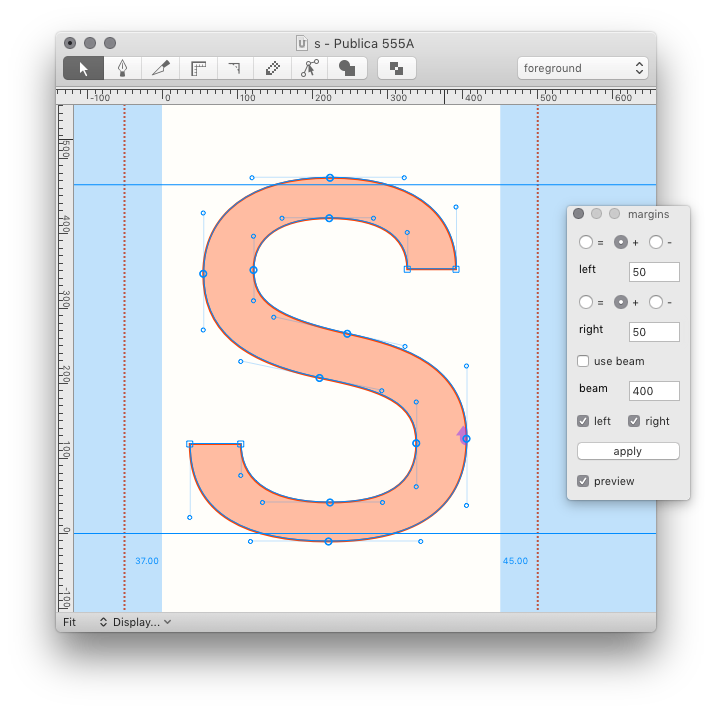 s - Publica 555A
foreground
-100 0 100 200 300 400 500 600
500
400
300
200
100
0
-100
37.00 45.00
Fit Display...
margins
= + -
left 50
= + -
right 50
use beam
beam 400
left right
apply
preview